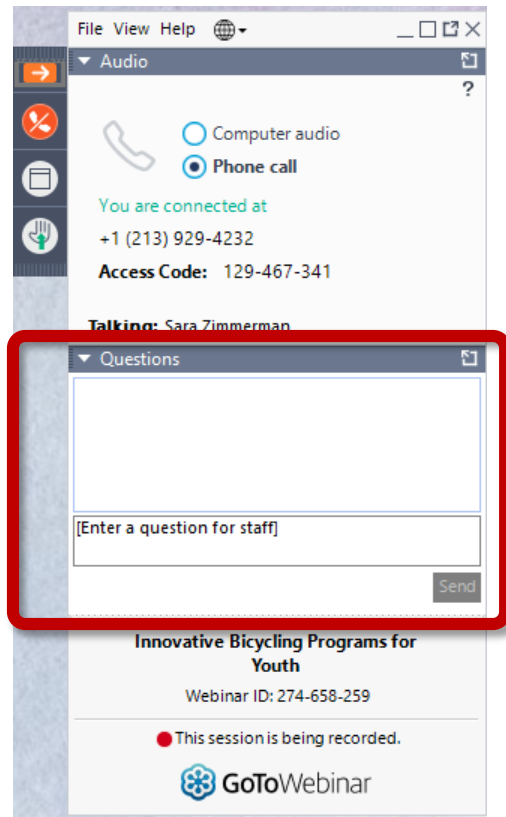 File View Help
Audio
?
Computer audio
Phone call
You are connected at
+1 (213) 929-4232
Access Code: 129-467-341
Talking: Sara Zimmerman
Questions
[Enter a question for staff]
Send
Innovative Bicycling Programs for
Youth
Webinar ID: 274-658-259
This session is being recorded.
GoToWebinar